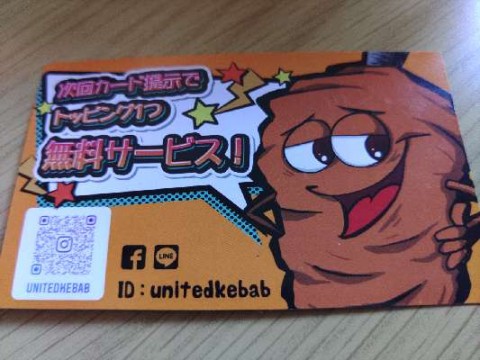 次回カード提示で
トッピング1つ
無料サービス!
UNITEDKEBAB
LINE
ID : unitedkebab